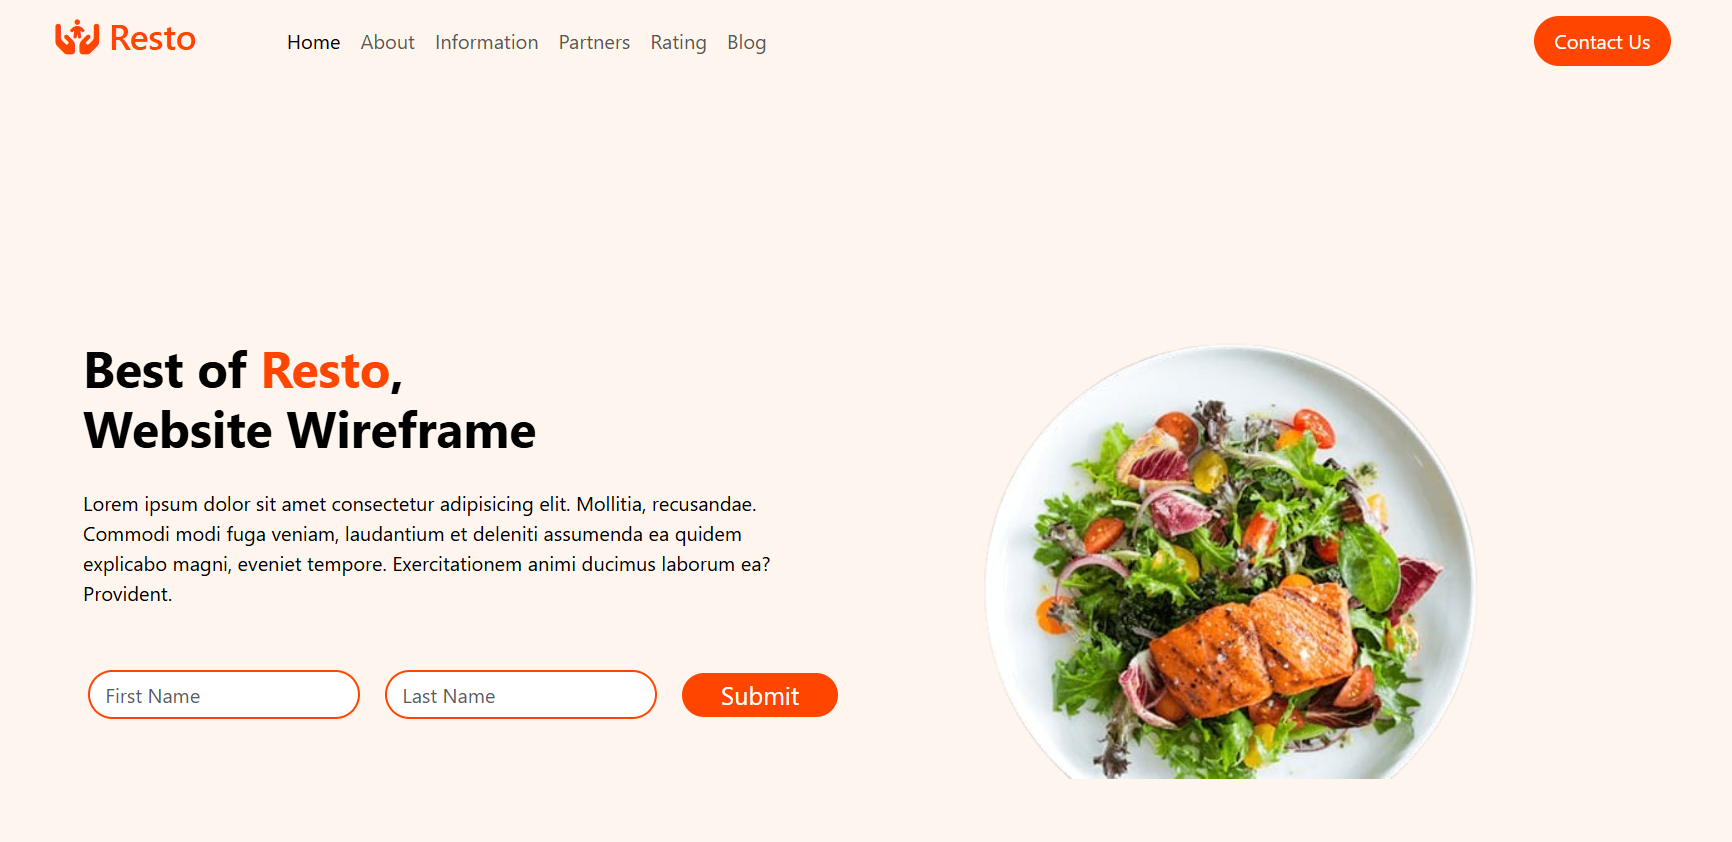 Resto
Home About Information Partners Rating Blog
Contact Us
Best of Resto,
Website Wireframe
Lorem ipsum dolor sit amet consectetur adipisicing elit. Mollitia, recusandae.
Commodi modi fuga veniam, laudantium et deleniti assumenda ea quidem
explicabo magni, eveniet tempore. Exercitationem animi ducimus laborum ea?
Provident.
First Name
Last Name
Submit